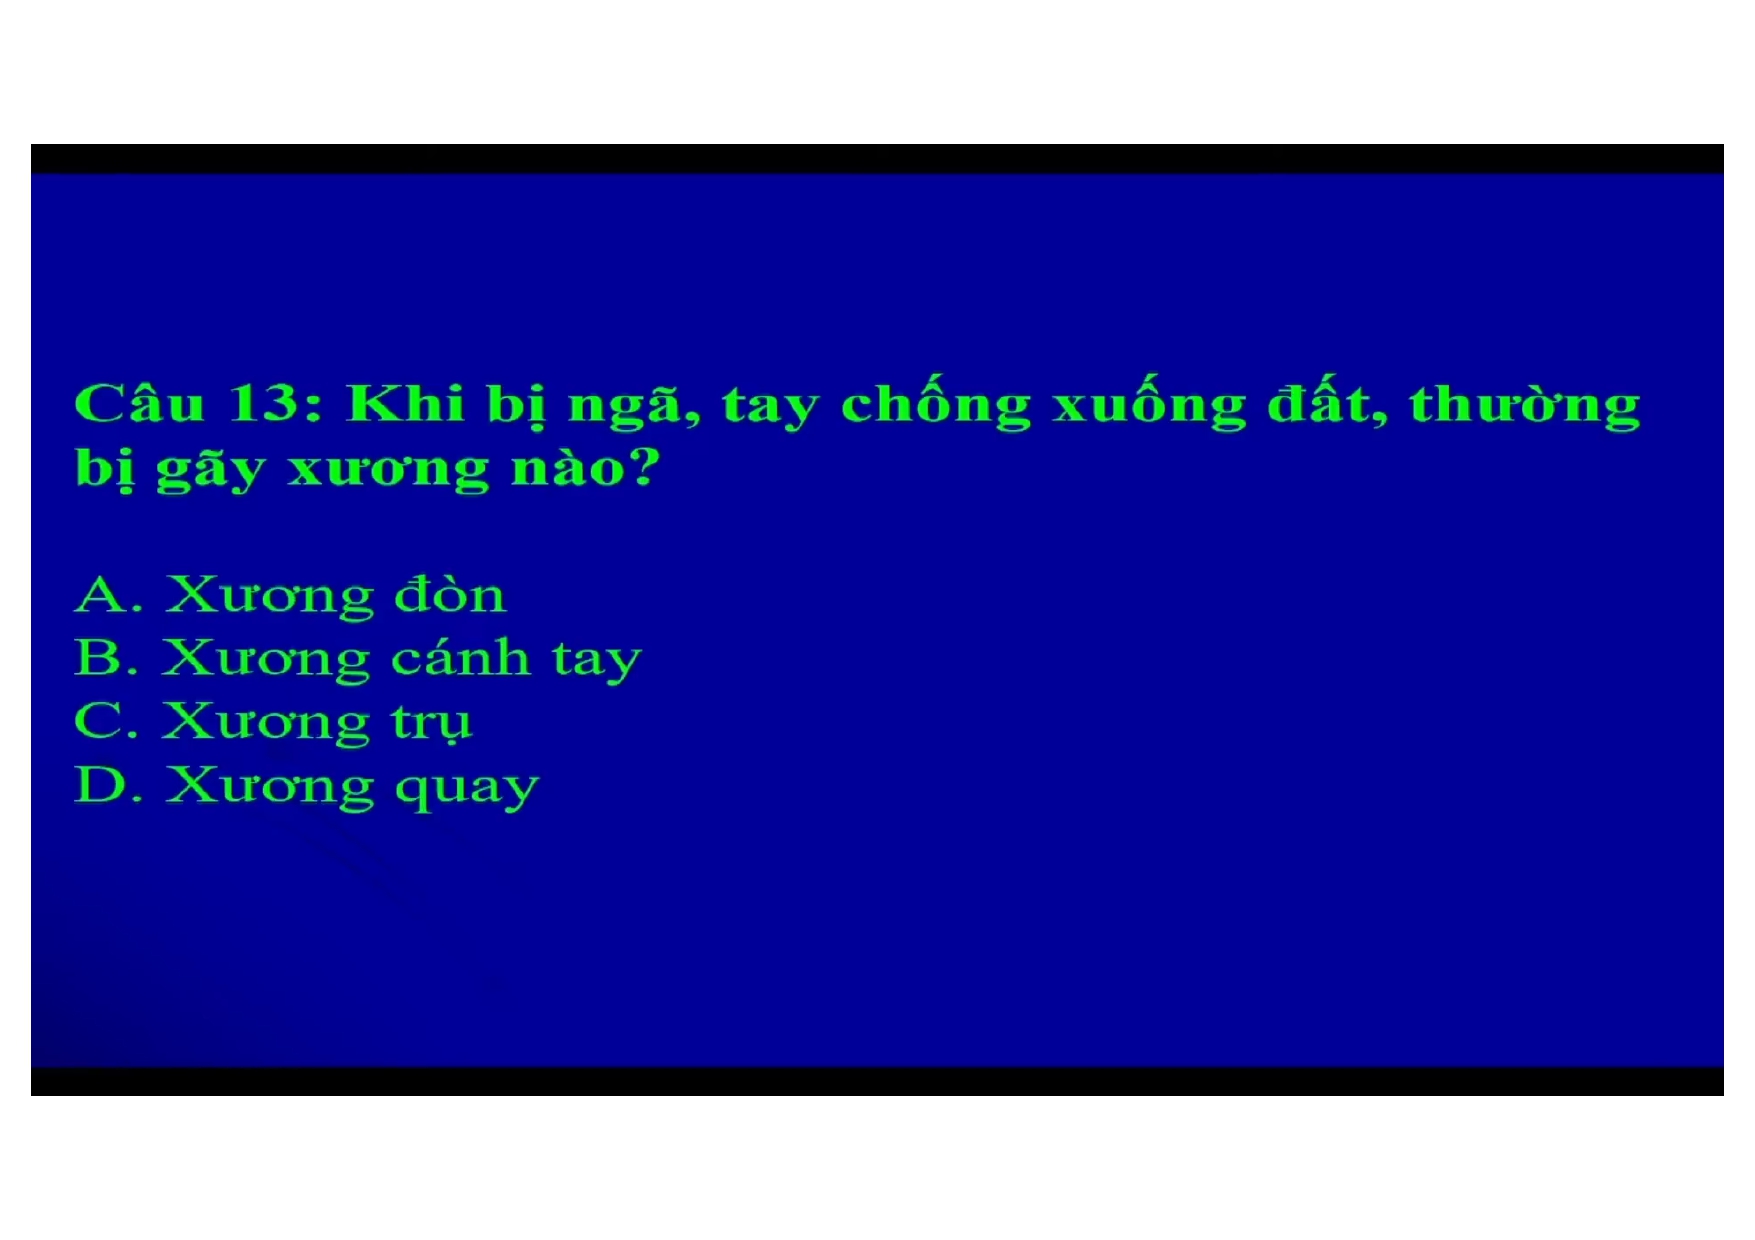 Câu 13: Khi bị ngã, tay chống xuống đất, thường
bị gãy xương nào?
A. Xương đòn
B. Xương cánh tay
C. Xương trụ
D. Xương quay